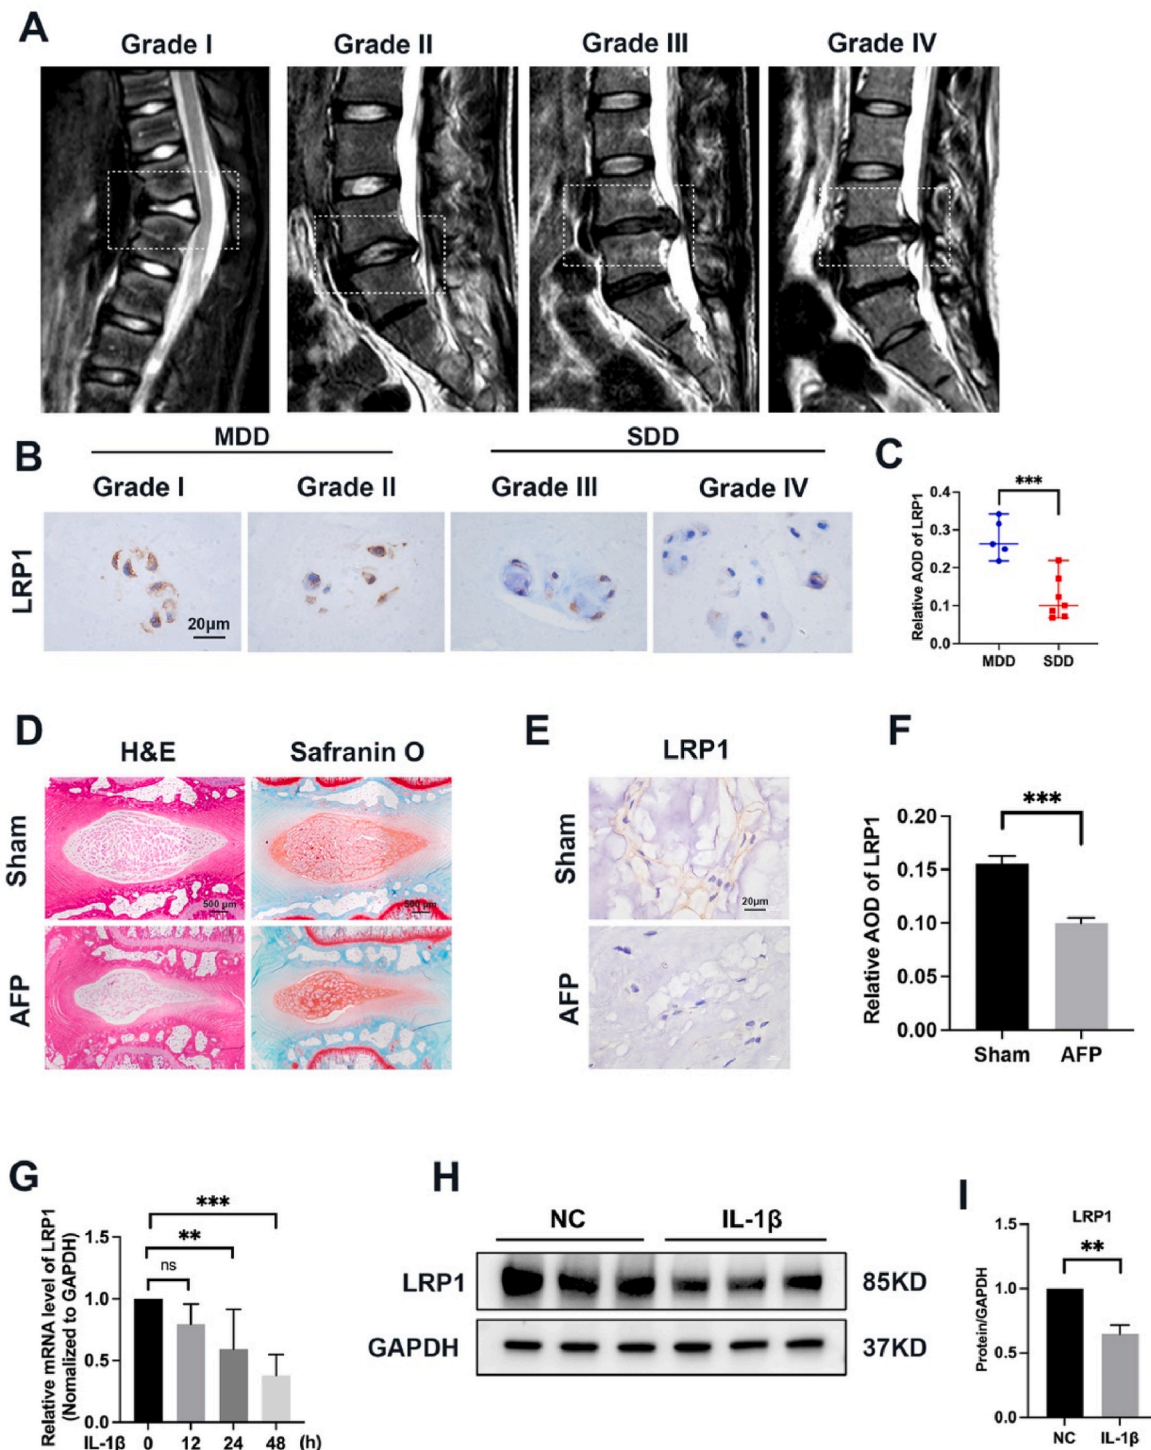 A
Grade I
Grade II
Grade III
Grade IV
B
MDD
SDD
Grade I
Grade II
Grade III
Grade IV
LRP1
20μm
C
Relative AOD of LRP1
0.4
0.3
0.2
0.1
0.0
***
MDD
SDD
D
H&E
Safranin O
Sham
500 μm
500 μm
AFP
E
LRP1
Sham
20μm
AFP
F
Relative AOD of LRP1
0.20
0.15
0.10
0.05
0.00
***
Sham
AFP
G
Relative mRNA level of LRP1
(Nomalized to GAPDH)
1.5
1.0
0.5
0.0
***
**
ns
IL-1β 0 12 24 48 (h)
H
NC
IL-1β
LRP1
85KD
GAPDH
37KD
I
LRP1
Protein/GAPDH
1.5
1.0
0.5
0.0
**
NC
IL-1β